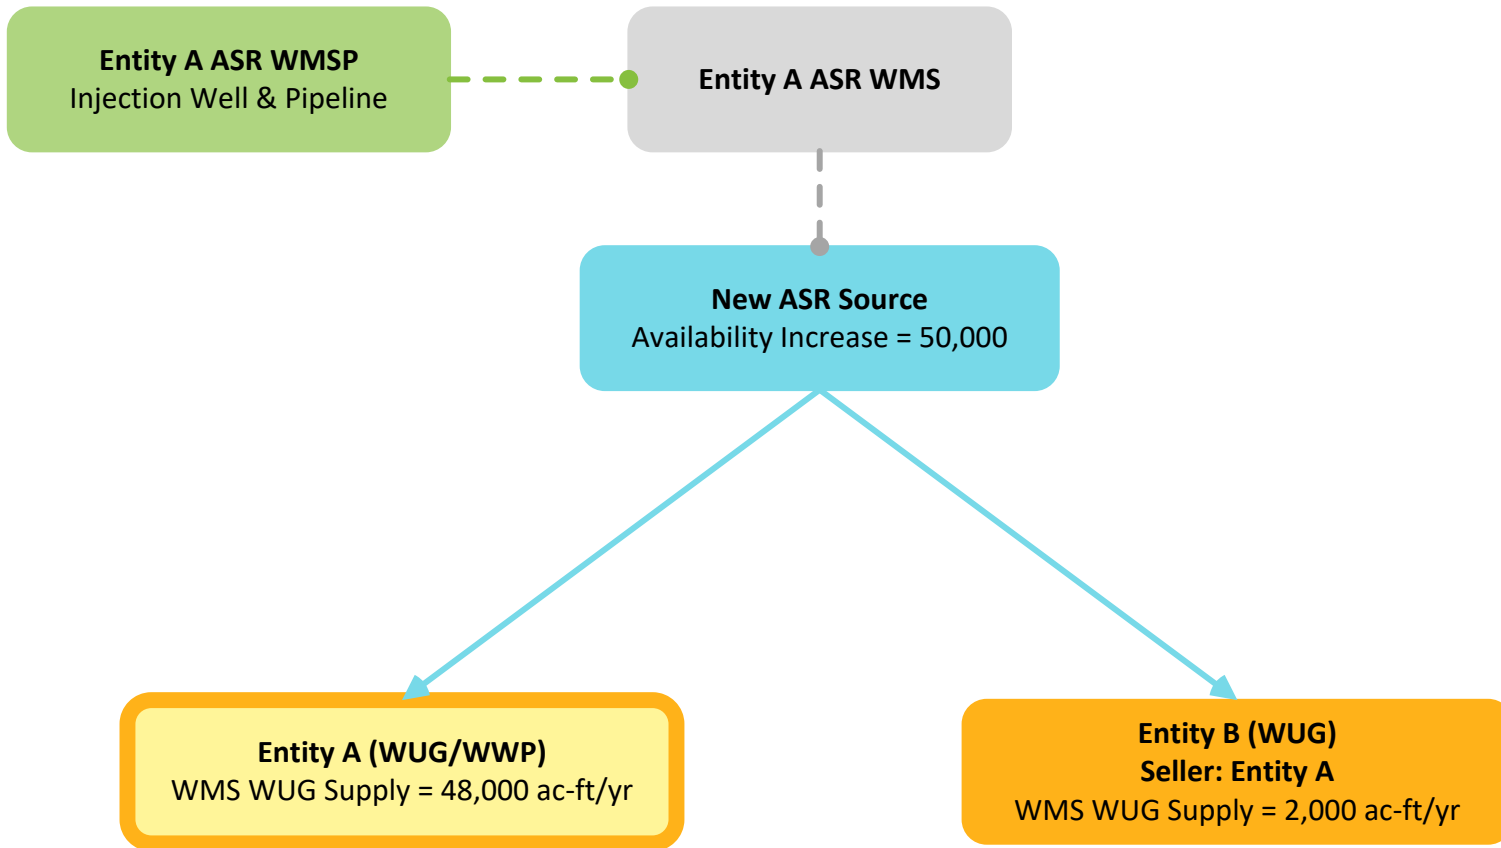 Entity A ASR WMSP
Injection Well & Pipeline
Entity A ASR WMS
New ASR Source
Availability Increase = 50,000
Entity A (WUG/WWP)
WMS WUG Supply = 48,000 ac-ft/yr
Entity B (WUG)
Seller: Entity A
WMS WUG Supply = 2,000 ac-ft/yr